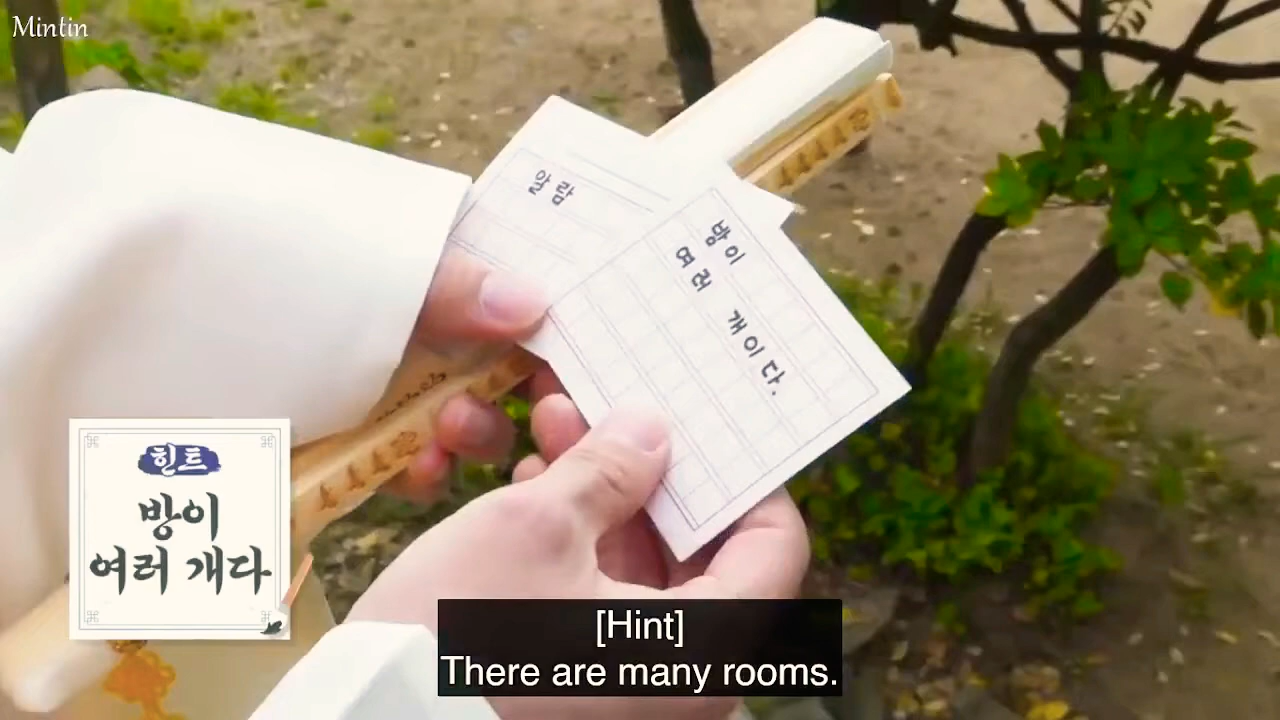 Mintin
알람
방이
여러 개이다.
힌트
방이
여러 개다
[Hint]
There are many rooms.